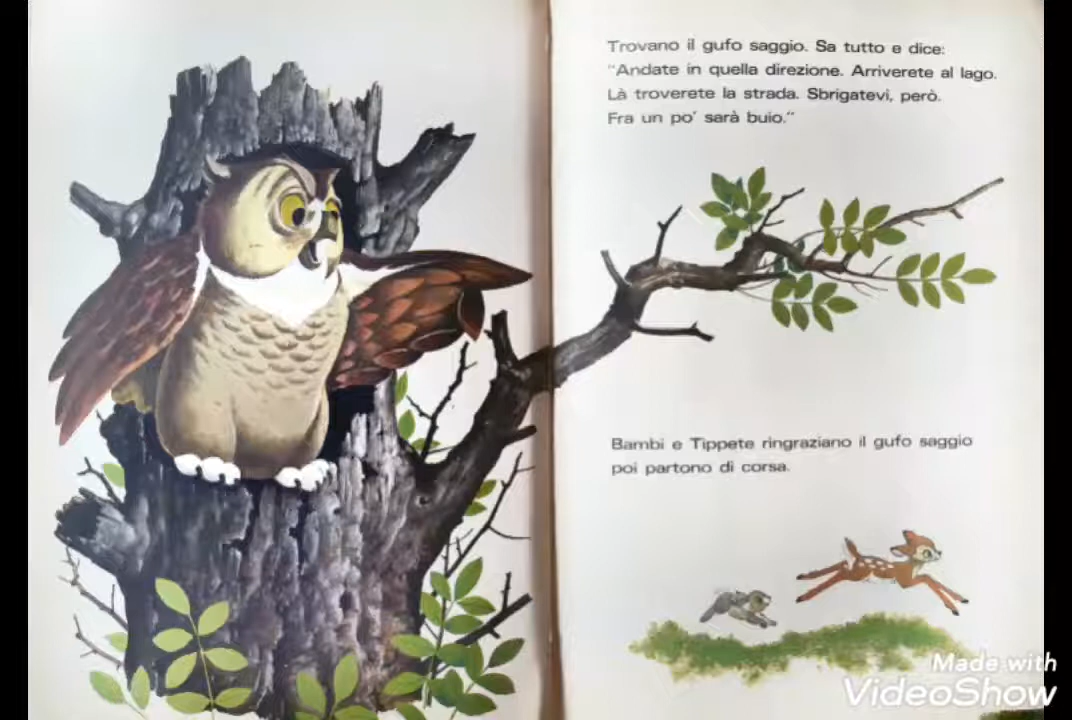 Trovano il gufo saggio. Sa tutto e dice:
"Andate in quella direzione. Arriverete al lago.
Là troverete la strada. Sbrigatevi, però.
Fra un po' sarà buio."
Bambi e Tippete ringraziano il gufo saggio
poi partono di corsa.
Made with
VideoShow